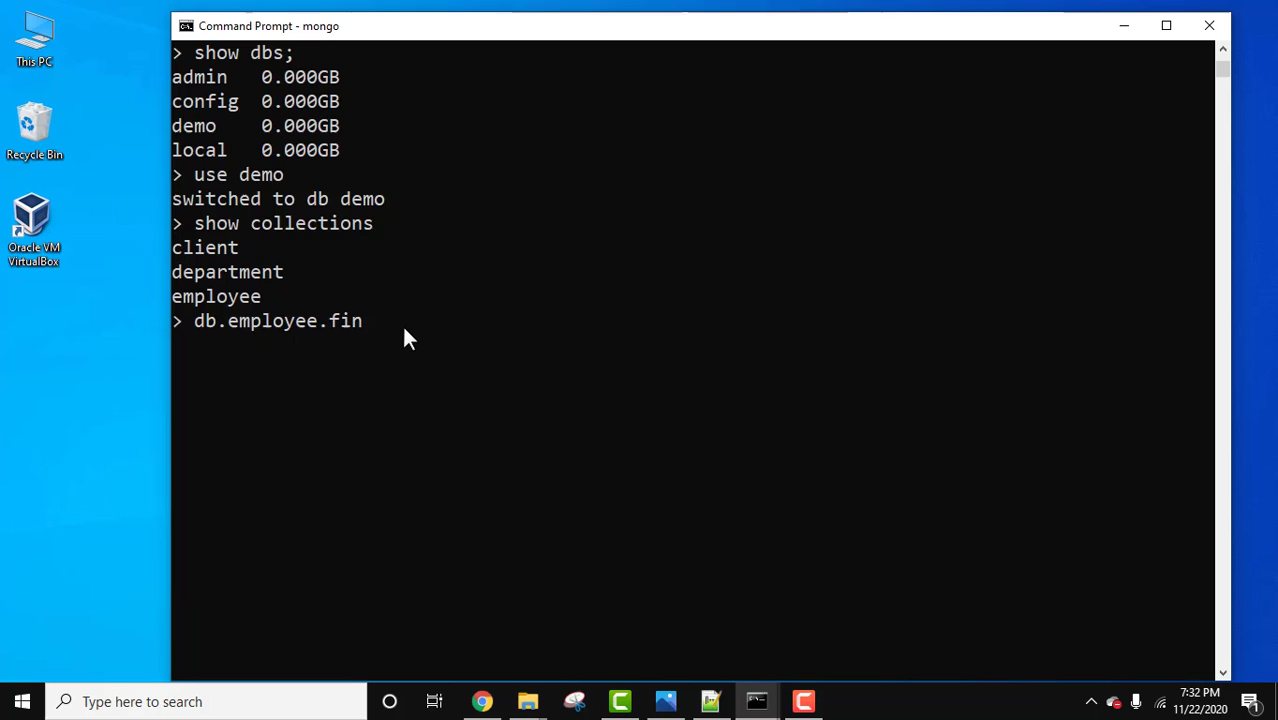 This PC
Recycle Bin
Oracle VM
VirtualBox
Command Prompt - mongo
> show dbs;
admin 0.000GB
config 0.000GB
demo 0.000GB
local 0.000GB
> use demo
switched to db demo
> show collections
client
department
employee
> db.employee.fin
Type here to search
7:32 PM
11/22/2020
1